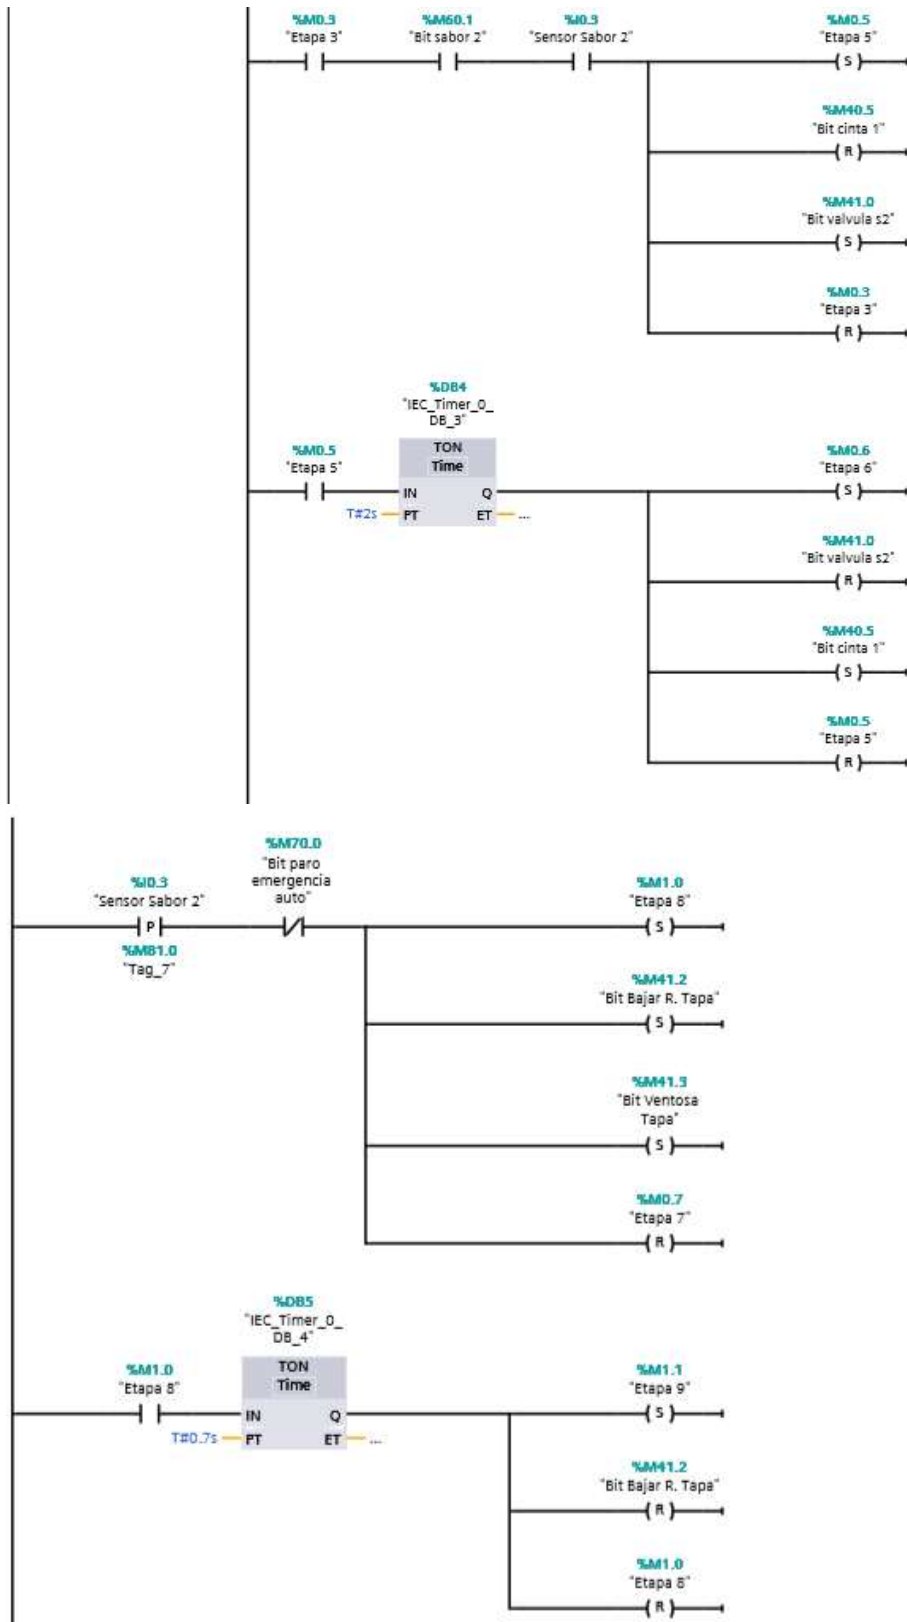 %M0.3 %M60.1 %I0.3 %M0.5
"Etapa 3" "Bit sabor 2" "Sensor Sabor 2" "Etapa 5"
S
%M40.5
"Bit cinta 1"
R
%M41.0
"Bit valvula s2"
S
%M0.3
"Etapa 3"
R
%DB4
"IEC_Timer_0_
DB_3"
%M0.5 TON %M0.6
"Etapa 5" Time "Etapa 6"
IN Q S
T#2s PT ET ...
%M41.0
"Bit valvula s2"
R
%M40.5
"Bit cinta 1"
S
%M0.5
"Etapa 5"
R
%M70.0
"Bit paro
emergencia
auto"
%I0.3 %M1.0
"Sensor Sabor 2" "Etapa 8"
P S
%M81.0
"Tag_7"
%M41.2
"Bit Bajar R. Tapa"
S
%M41.3
"Bit Ventosa
Tapa"
S
%M0.7
"Etapa 7"
R
%DB5
"IEC_Timer_0_
DB_4"
%M1.0 TON %M1.1
"Etapa 8" Time "Etapa 9"
IN Q S
T#0.7s PT ET ...
%M41.2
"Bit Bajar R. Tapa"
R
%M1.0
"Etapa 8"
R